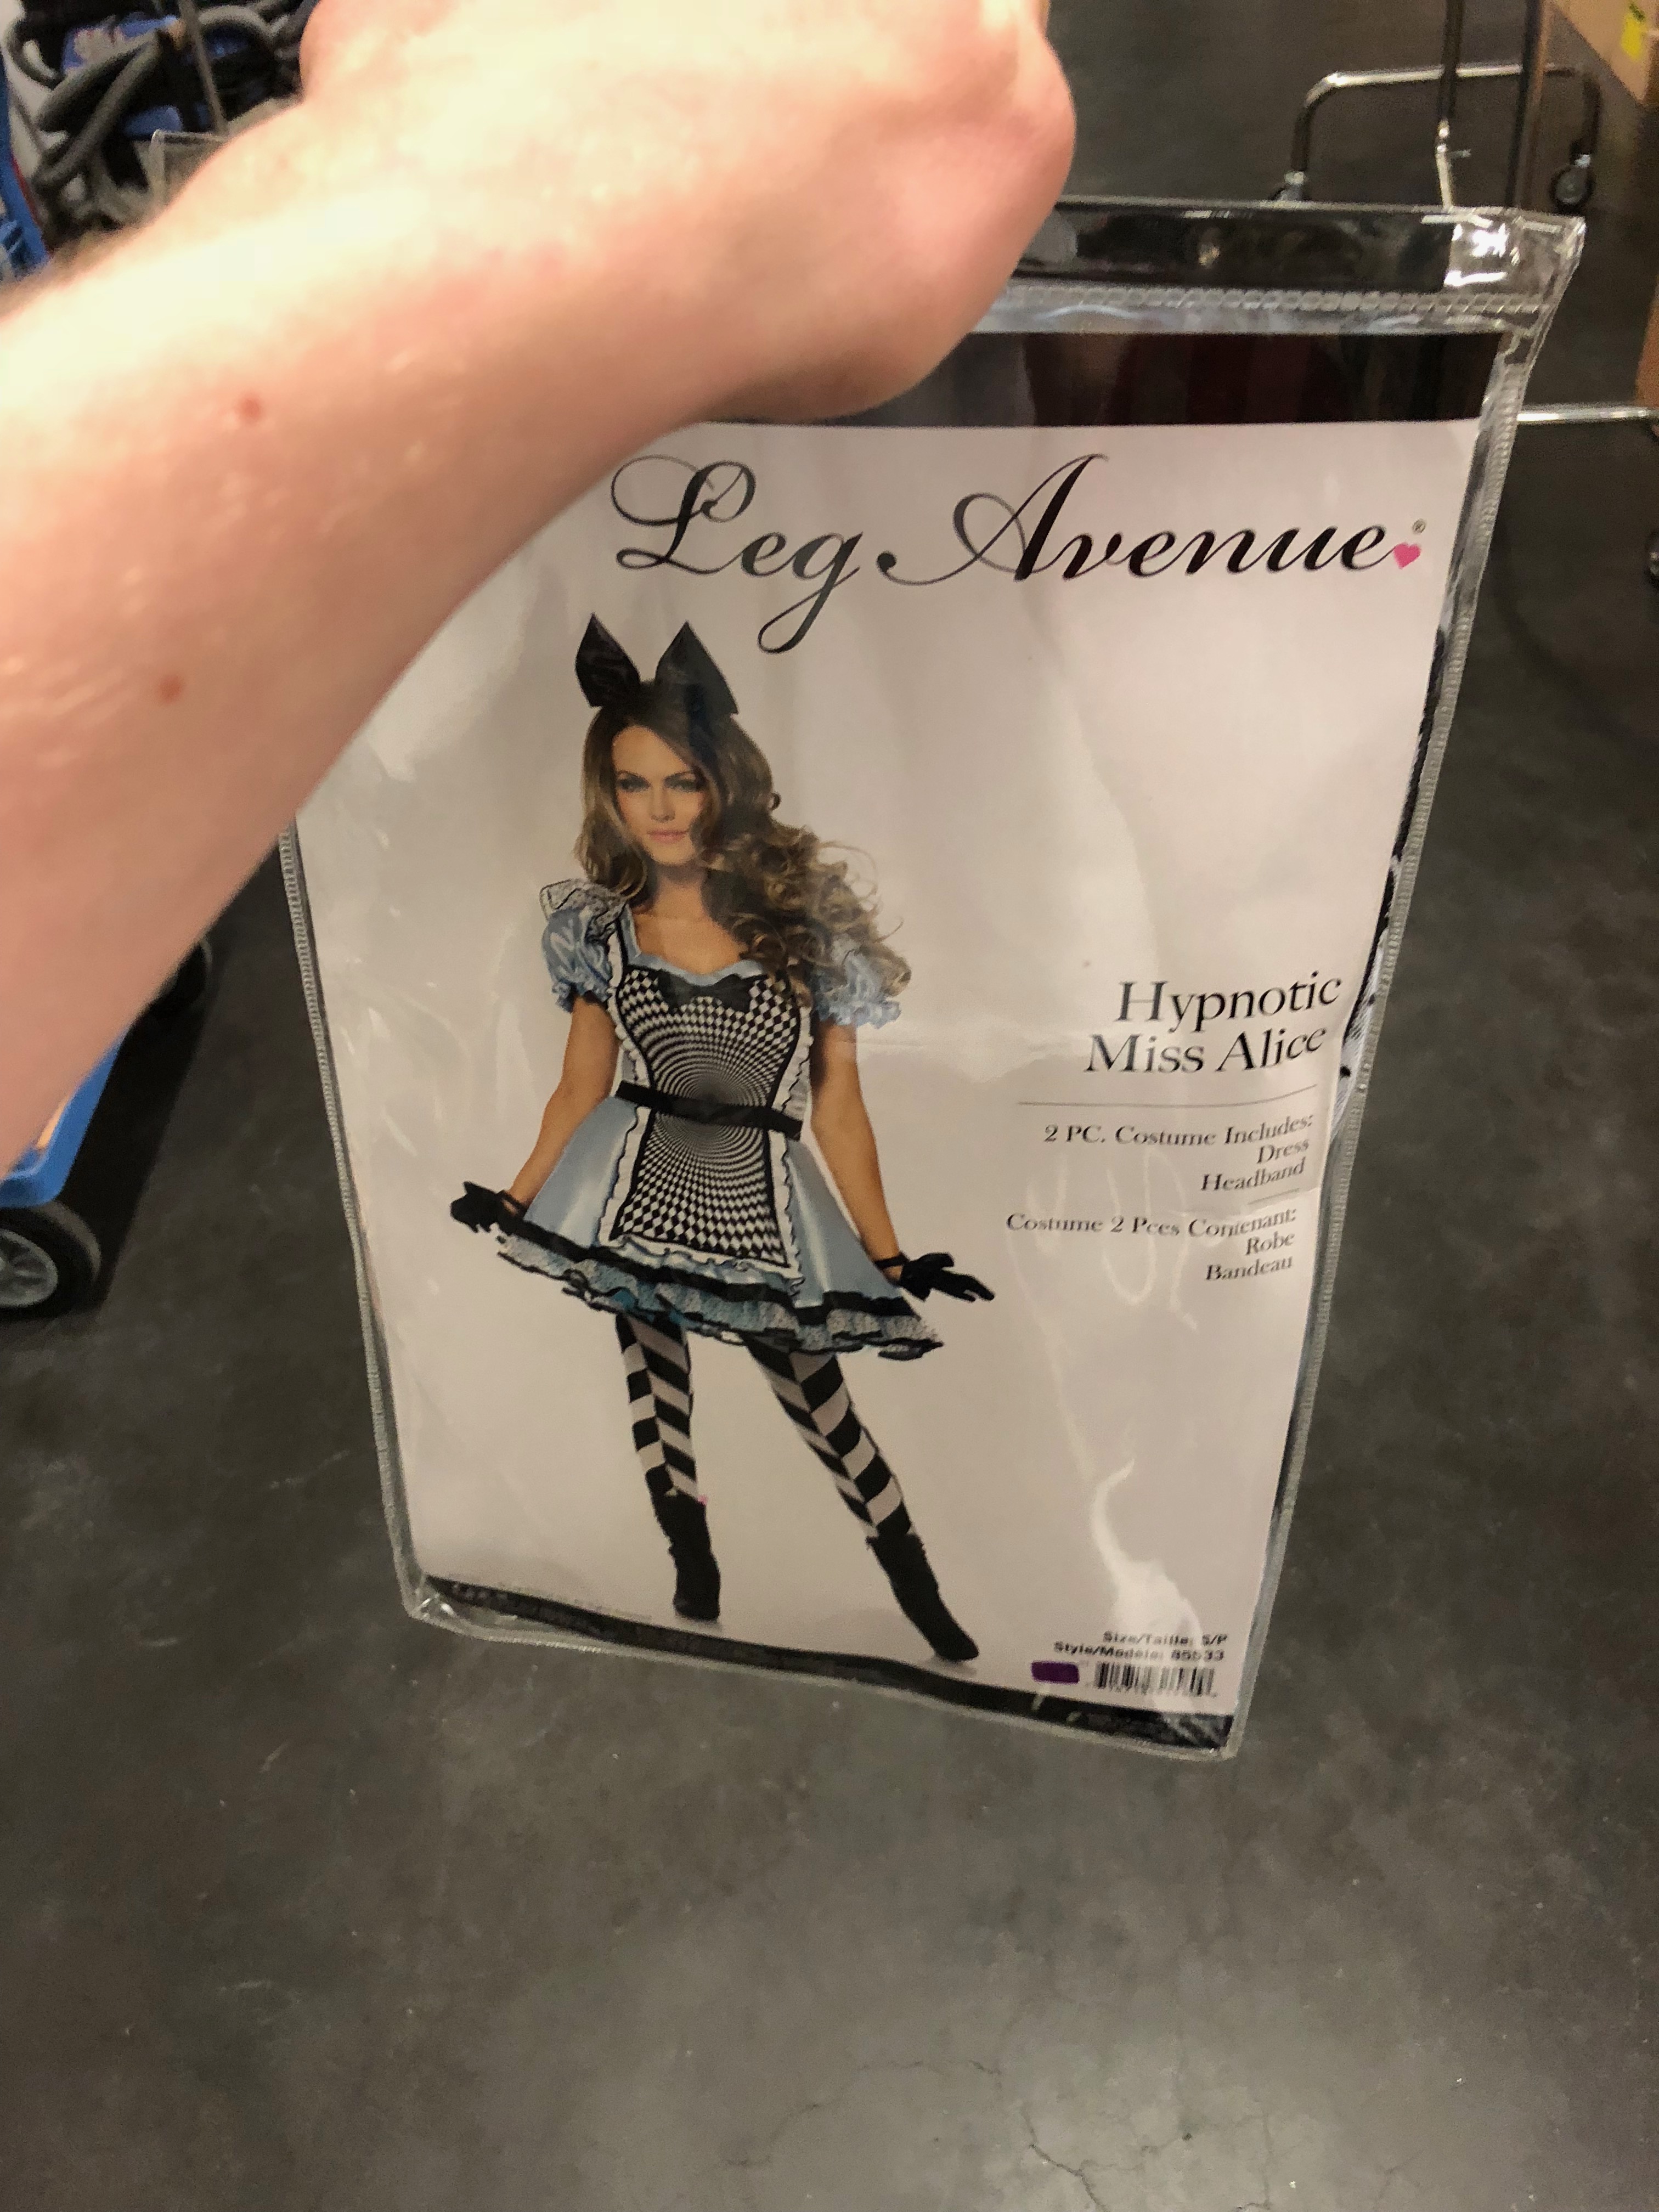 Leg Avenue®
Hypnotic
Miss Alice
2 PC. Costume Includes:
Dress
Headband
Costume 2 Pces Contenant:
Robe
Bandeau
Size/Taille: S/P
Style/Modele: 85533